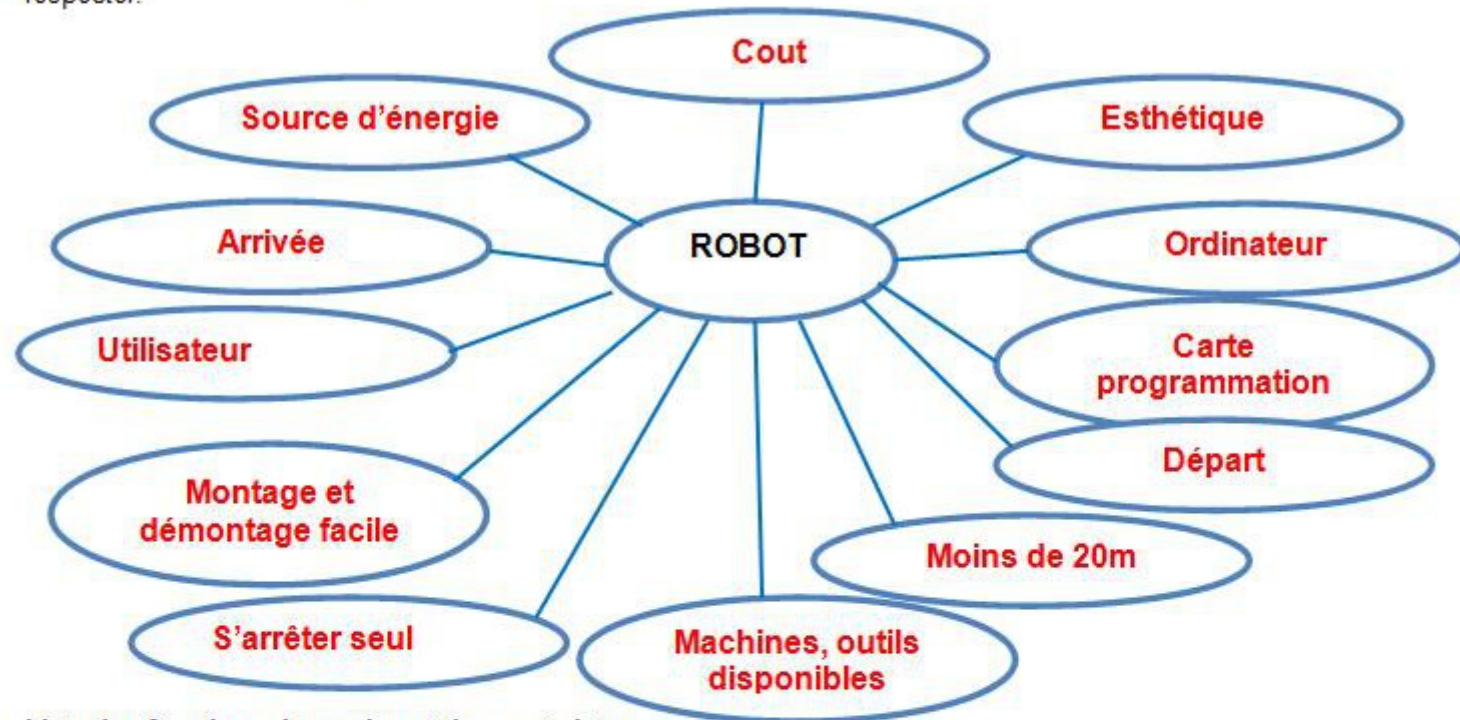 respecter.
Cout
Source d'énergie
Esthétique
Arrivée
ROBOT
Ordinateur
Utilisateur
Carte
programmation
Départ
Montage et
démontage facile
Moins de 20m
S'arrêter seul
Machines, outils
disponibles